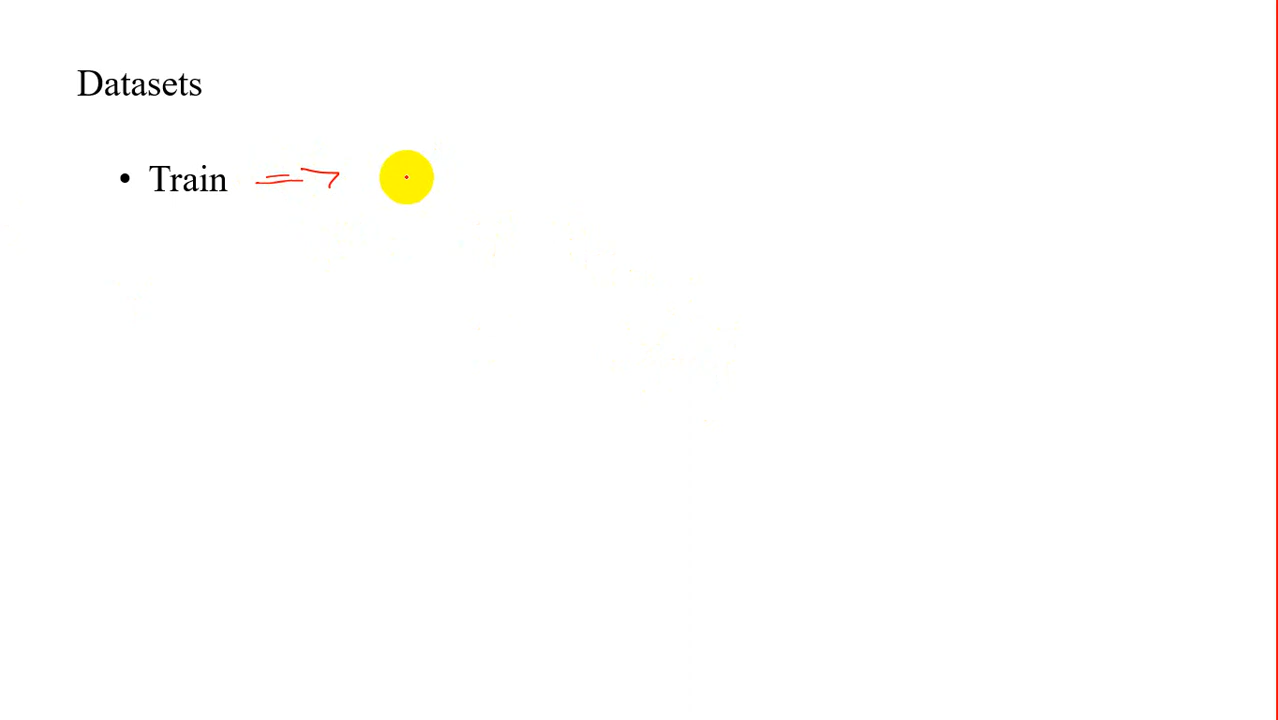 Datasets
• Train =>